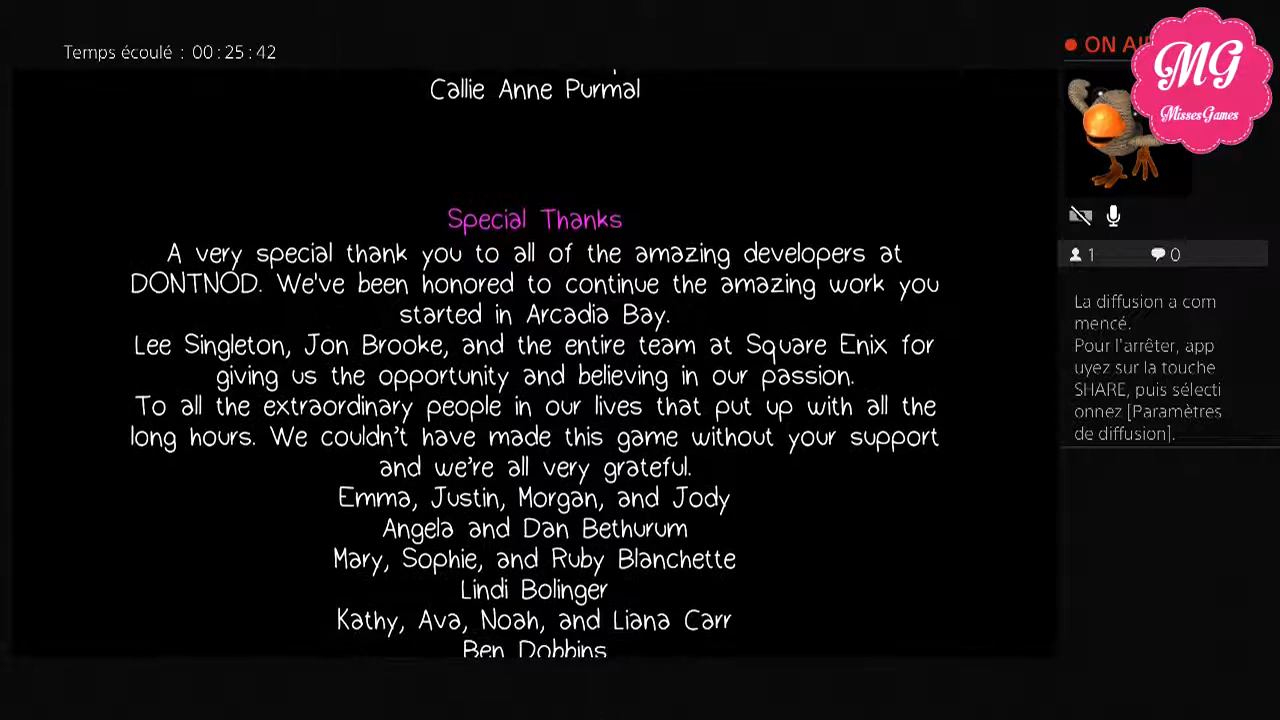 Temps écoulé : 00:25:42
ON AI
MG
MissesGames
Callie Anne Purmal
Special Thanks
A very special thank you to all of the amazing developers at
DONTNOD. We've been honored to continue the amazing work you
started in Arcadia Bay.
Lee Singleton, Jon Brooke, and the entire team at Square Enix for
giving us the opportunity and believing in our passion.
To all the extraordinary people in our lives that put up with all the
long hours. We couldn't have made this game without your support
and we're all very grateful.
Emma, Justin, Morgan, and Jody
Angela and Dan Bethurum
Mary, Sophie, and Ruby Blanchette
Lindi Bolinger
Kathy, Ava, Noah, and Liana Carr
Ben Dobbins
1
0
La diffusion a com
mencé.
Pour l'arrêter, app
uyez sur la touche
SHARE, puis sélecti
onnez [Paramètres
de diffusion].